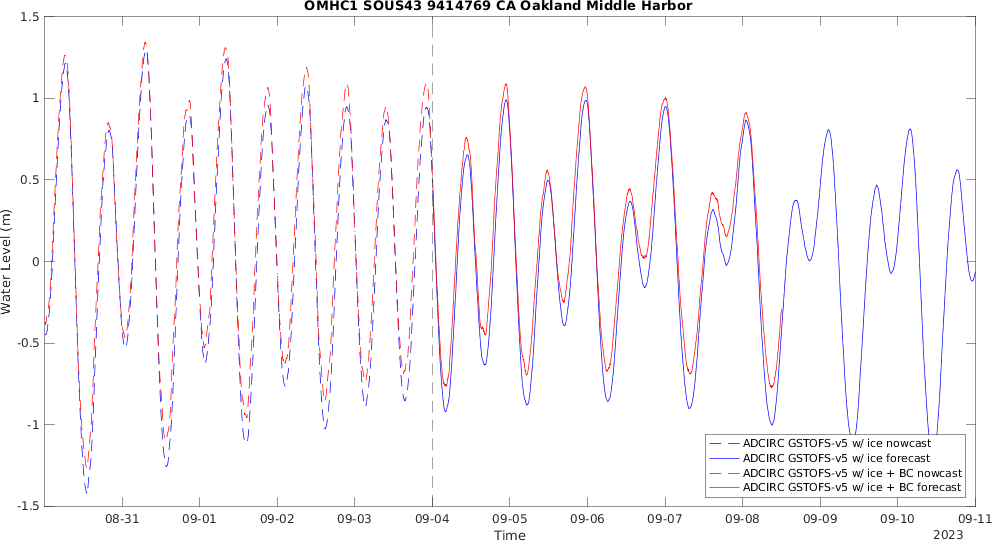 OMHC1 SOUS43 9414769 CA Oakland Middle Harbor
1.5
1
0.5
0
-0.5
-1
-1.5
Water Level (m)
08-31
09-01
09-02
09-03
09-04
09-05
09-06
09-07
09-08
09-09
09-10
09-11
Time
2023
ADCIRC GSTOFS-v5 w/ ice nowcast
ADCIRC GSTOFS-v5 w/ ice forecast
ADCIRC GSTOFS-v5 w/ ice + BC nowcast
ADCIRC GSTOFS-v5 w/ ice + BC forecast